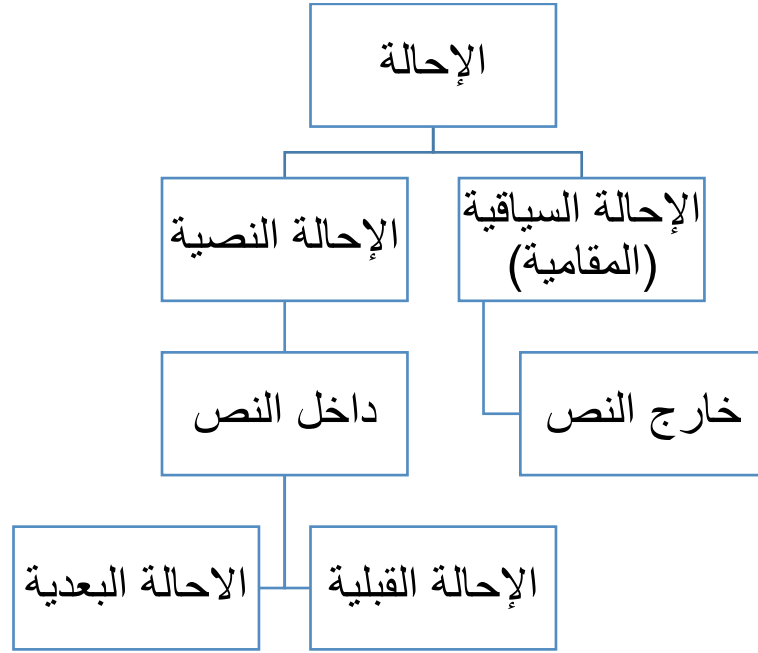 الإحالة
الإحالة السياقية
(المقامية)
الإحالة النصية
خارج النص
داخل النص
الإحالة القبلية
الاحالة البعدية